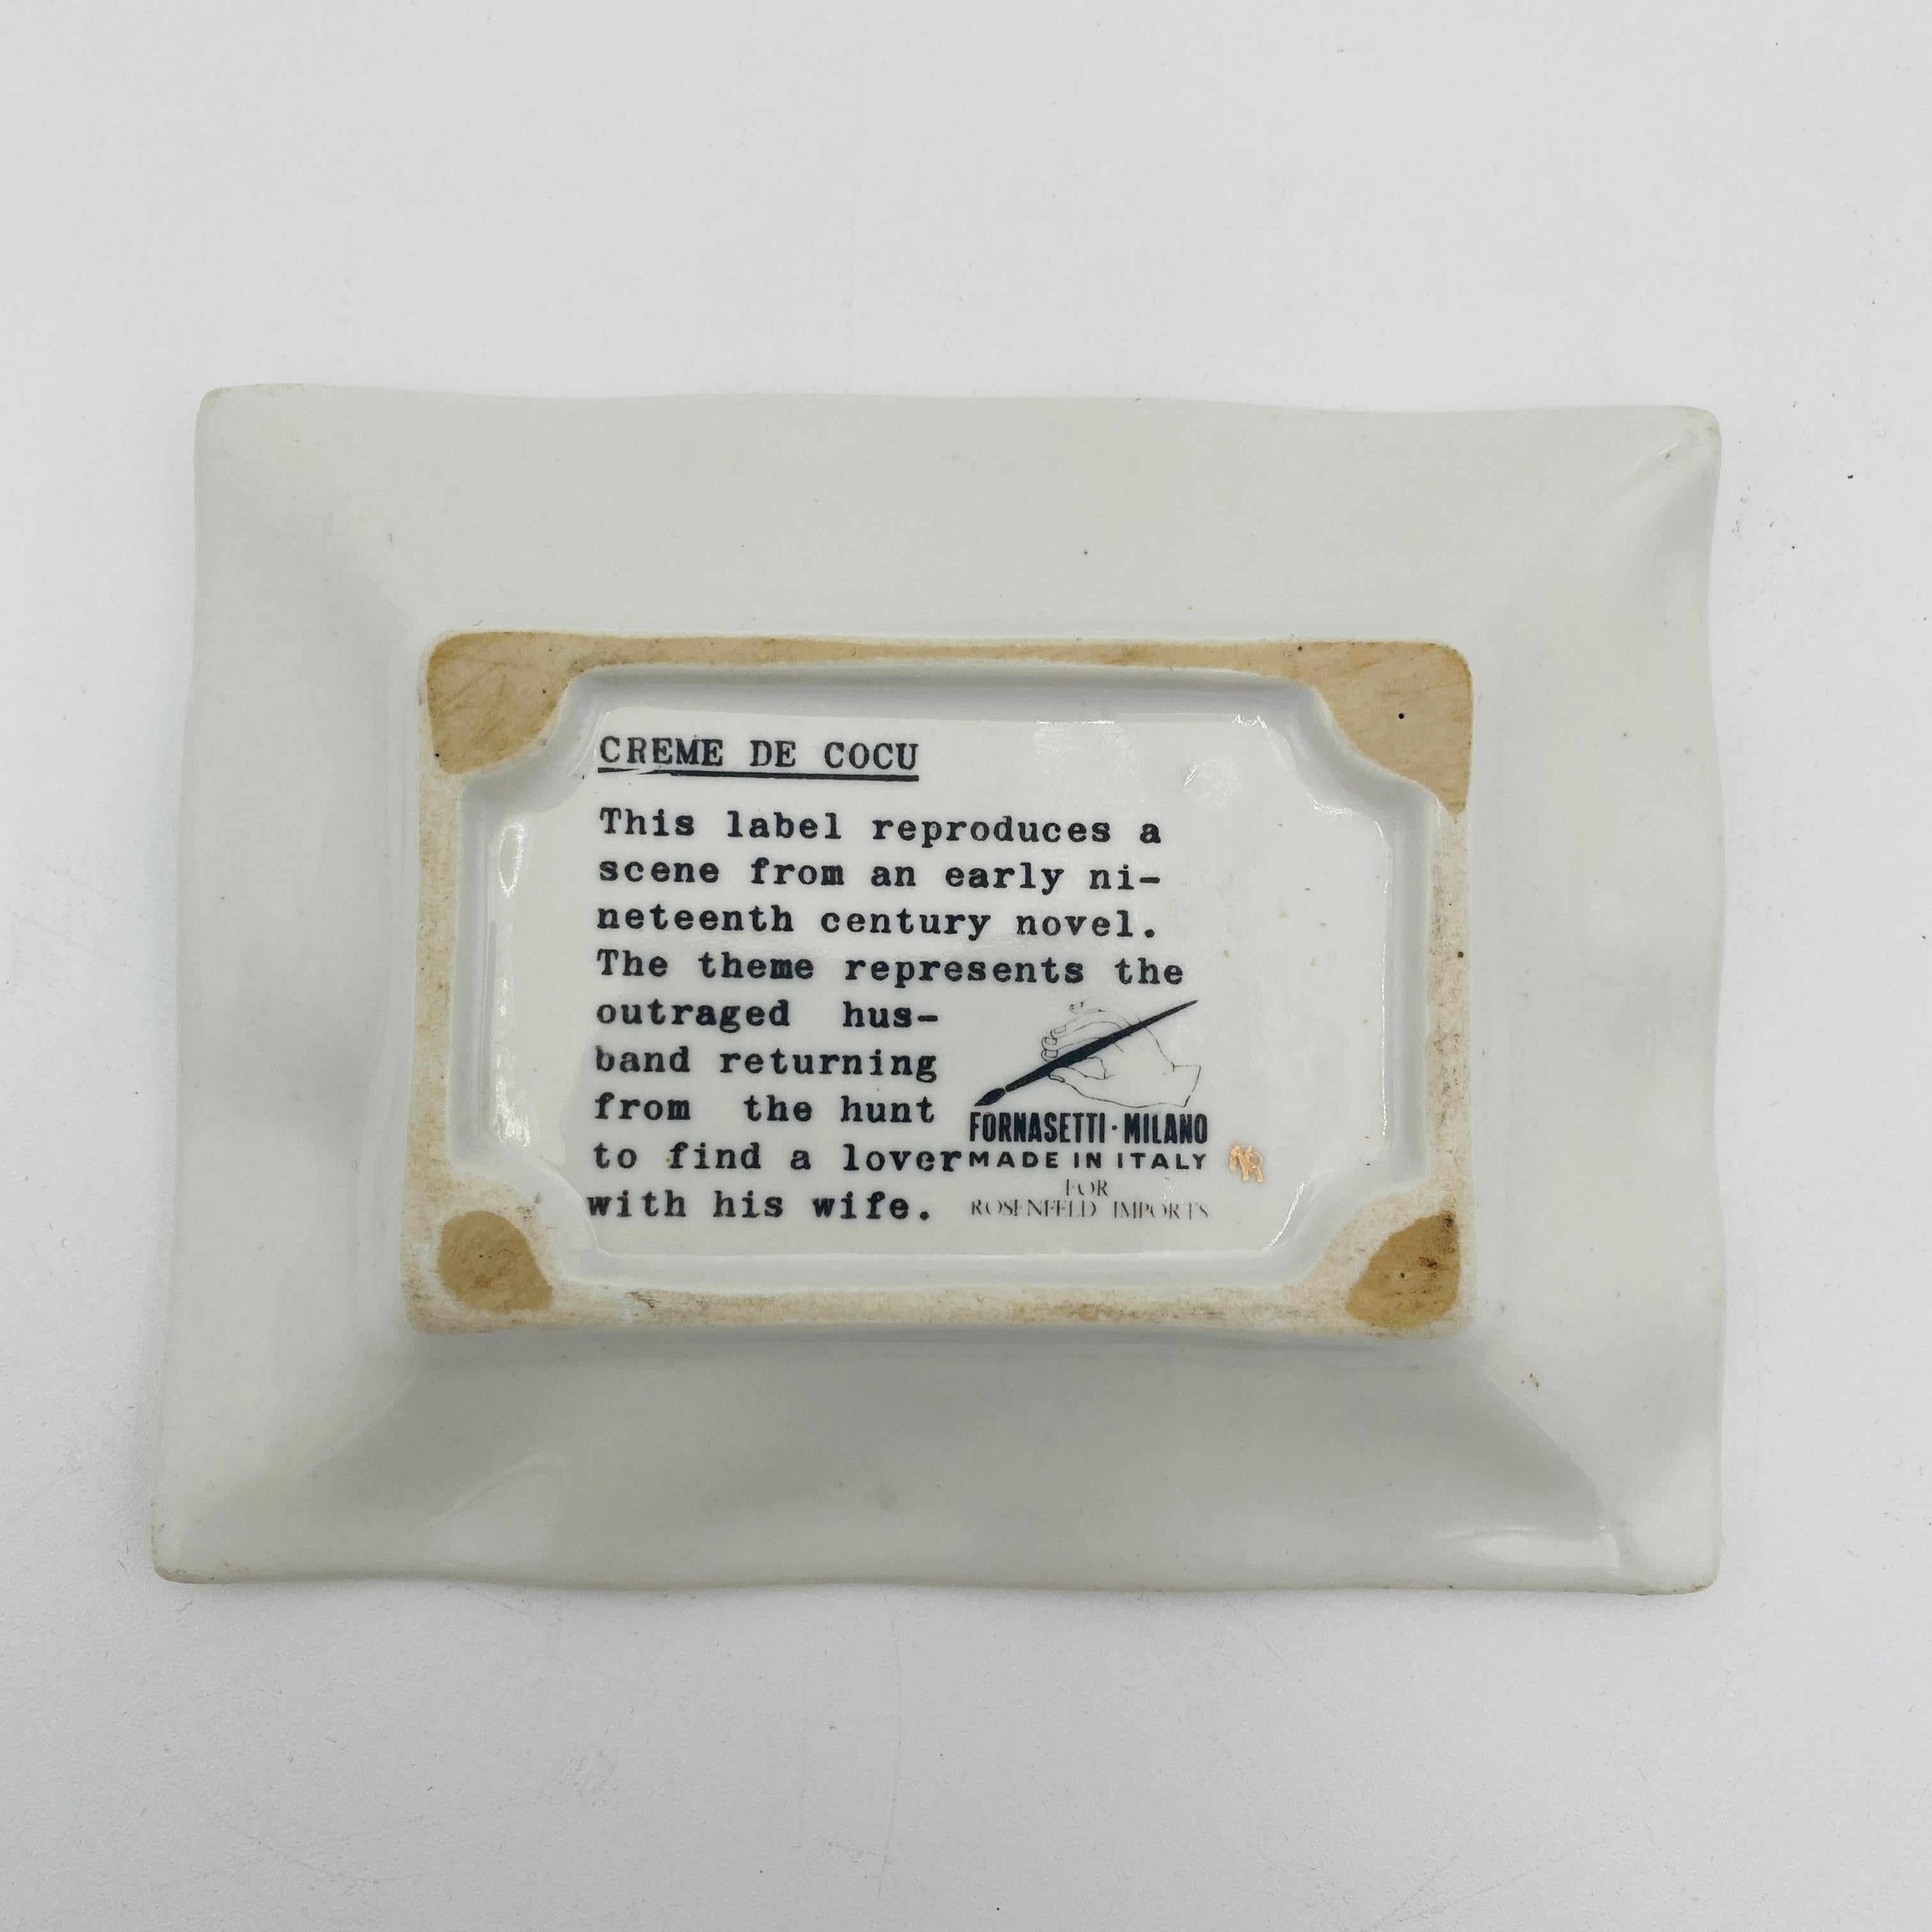 CREME DE COCU
This label reproduces a
scene from an early ni-
neteenth century novel.
The theme represents the
outraged hus-
band returning
from the hunt
to find a lover
with his wife.
FORNASETTI·MILANO
MADE IN ITALY
FOR
ROSENFELD IMPORTS